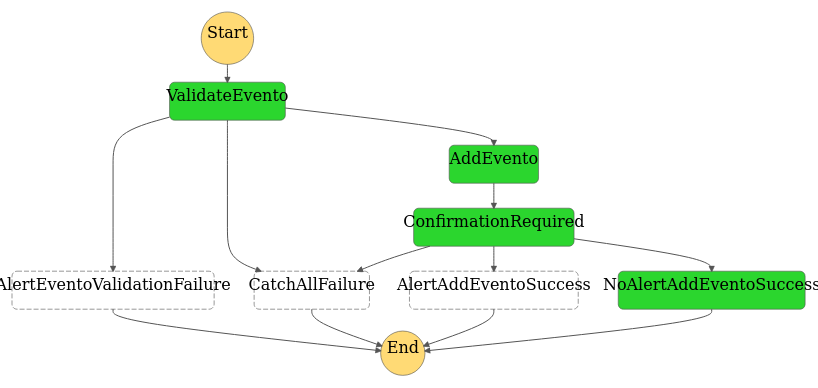 Start
ValidateEvento
AddEvento
ConfirmationRequired
AlertEventoValidationFailure
CatchAllFailure
AlertAddEventoSuccess
NoAlertAddEventoSuccess
End